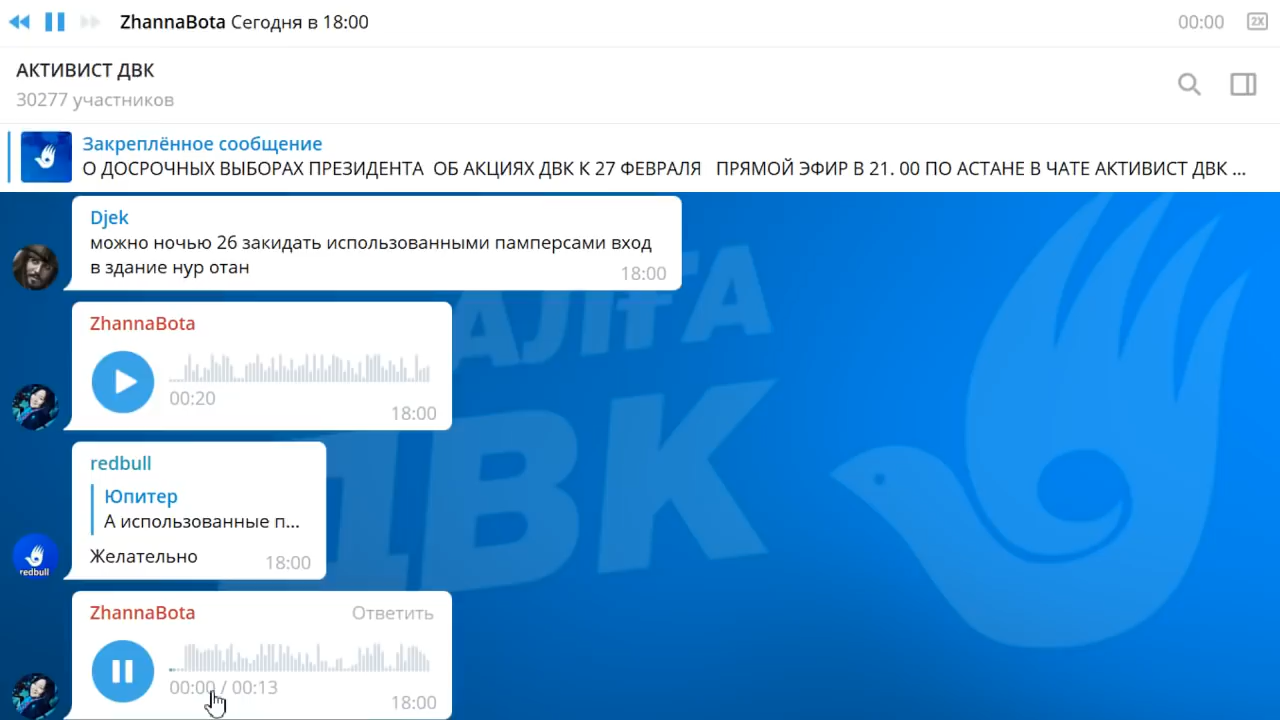 ZhannaBota Сегодня в 18:00
00:00
2X
АКТИВИСТ ДВК
30277 участников
Закреплённое сообщение
О ДОСРОЧНЫХ ВЫБОРАХ ПРЕЗИДЕНТА ОБ АКЦИЯХ ДВК К 27 ФЕВРАЛЯ ПРЯМОЙ ЭФИР В 21. 00 ПО АСТАНЕ В ЧАТЕ АКТИВИСТ ДВК ...
Djek
можно ночью 26 закидать использованными памперсами вход
в здание нур отан
18:00
ZhannaBota
00:20
18:00
redbull
Юпитер
А использованные п...
Желательно
18:00
redbull
ZhannaBota
Ответить
00:00 / 00:13
18:00
АЛҒА
ДВК